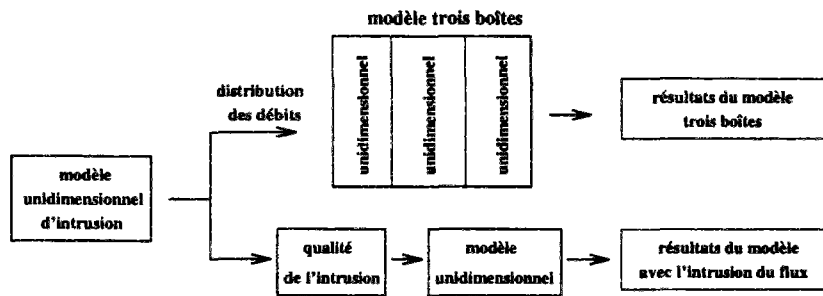 modèle trois boîtes
unidimensionnel
unidimensionnel
unidimensionnel
distribution
des débits
résultats du modèle
trois boîtes
modèle
unidimensionnel
d'intrusion
qualité
de l'intrusion
modèle
unidimensionnel
résultats du modèle
avec l'intrusion du flux